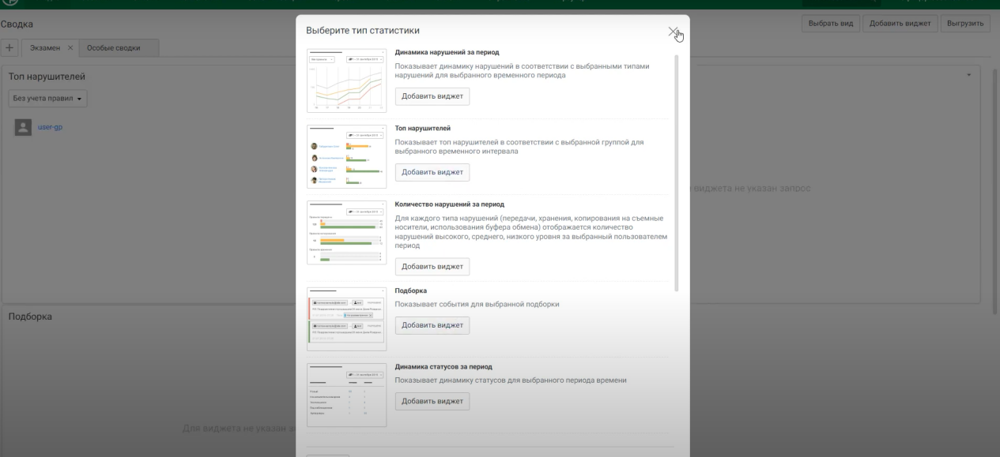 Сводка
Выбрать вид
Добавить виджет
Выгрузить
Экзамен
Особые сводки
Топ нарушителей
Без учета правил
user-gp
виджета не указан запрос
Подборка
Для виджета не указан
Выберите тип статистики
Динамика нарушений за период
Показывает динамику нарушений в соответствии с выбранными типами
нарушений для выбранного временного периода
Добавить виджет
Топ нарушителей
Показывает топ нарушителей в соответствии с выбранной группой для
выбранного временного интервала
Добавить виджет
Количество нарушений за период
Для каждого типа нарушений (передачи, хранения, копирования на съемные
носители, использования буфера обмена) отображается количество
нарушений высокого, среднего, низкого уровня за выбранный пользователем
период
Добавить виджет
Подборка
Показывает события для выбранной подборки
Добавить виджет
Динамика статусов за период
Показывает динамику статусов для выбранного периода времени
Добавить виджет